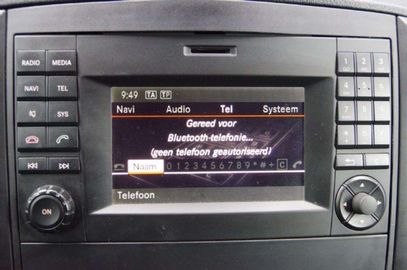 RADIO MEDIA
NAVI TEL
SYS
ON
9:49 TA TP
Navi Audio Tel Systeem
Gereed voor
Bluetooth-telefonie...
(geen telefoon geautoriseerd)
Naam 0 1 2 3 4 5 6 7 8 9 * # + C
Telefoon